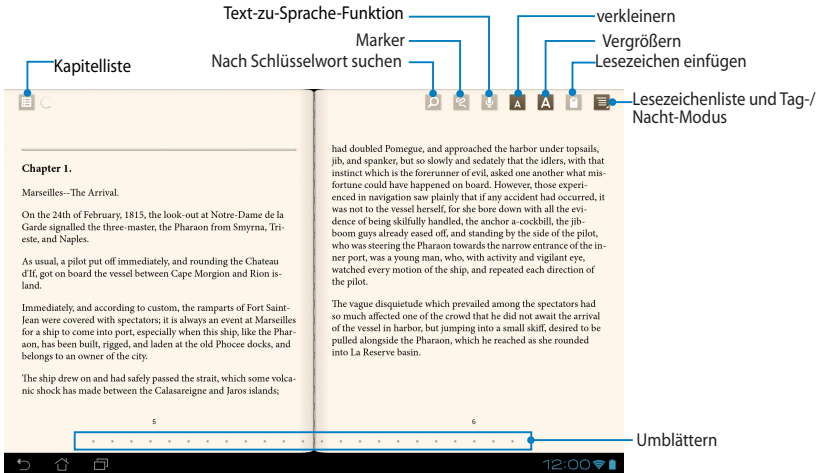 Text-zu-Sprache-Funktion
verkleinern
Marker
Vergrößern
Kapitelliste
Nach Schlüsselwort suchen
Lesezeichen einfügen
Lesezeichenliste und Tag-/
Nacht-Modus
A
A
Chapter 1.
Marseilles--The Arrival.
On the 24th of February, 1815, the look-out at Notre-Dame de la
Garde signalled the three-master, the Pharaon from Smyrna, Tri-
este, and Naples.
As usual, a pilot put off immediately, and rounding the Chateau
d'If, got on board the vessel between Cape Morgion and Rion is-
land.
Immediately, and according to custom, the ramparts of Fort Saint-
Jean were covered with spectators; it is always an event at Marseilles
for a ship to come into port, especially when this ship, like the Phar-
aon, has been built, rigged, and laden at the old Phocee docks, and
belongs to an owner of the city.
The ship drew on and had safely passed the strait, which some volca-
nic shock has made between the Calasareigne and Jaros islands;
5
had doubled Pomegue, and approached the harbor under topsails,
jib, and spanker, but so slowly and sedately that the idlers, with that
instinct which is the forerunner of evil, asked one another what mis-
fortune could have happened on board. However, those experi-
enced in navigation saw plainly that if any accident had occurred, it
was not to the vessel herself, for she bore down with all the evi-
dence of being skilfully handled, the anchor a-cockbill, the jib-
boom guys already eased off, and standing by the side of the pilot,
who was steering the Pharaon towards the narrow entrance of the in-
ner port, was a young man, who, with activity and vigilant eye,
watched every motion of the ship, and repeated each direction of
the pilot.
The vague disquietude which prevailed among the spectators had
so much affected one of the crowd that he did not await the arrival
of the vessel in harbor, but jumping into a small skiff, desired to be
pulled alongside the Pharaon, which he reached as she rounded
into La Reserve basin.
6
Umblättern
12:00